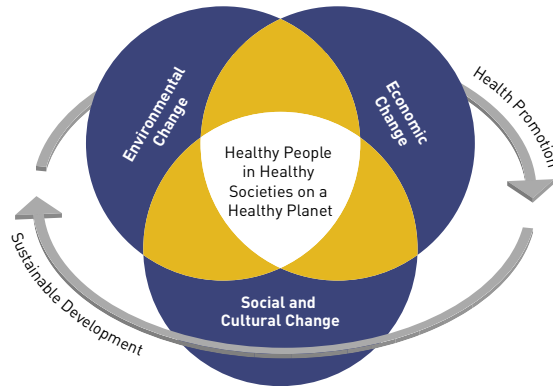 Environmental
Change
Economic
Change
Health Promotion
Healthy People
in Healthy
Societies on a
Healthy Planet
Sustainable Development
Social and
Cultural Change